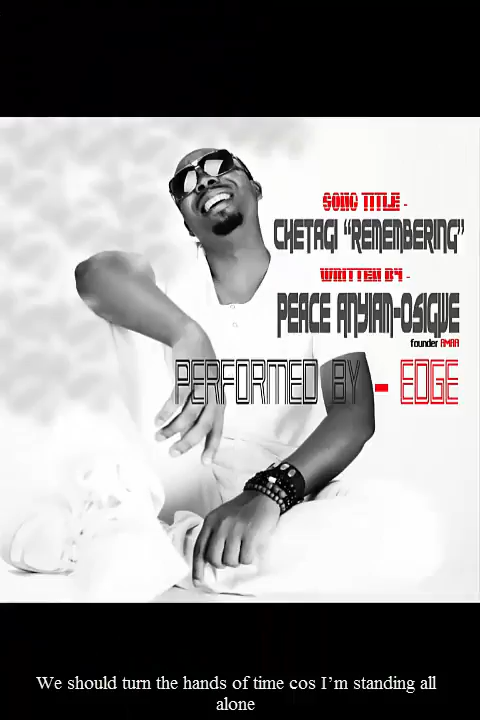 SONG TITLE -
CHETAGI “REMEMBERING”
WRITTEN BY -
PEACE ANYIAM-OSIGWE
founder AMAA
PERFORMED BY - EDGE
We should turn the hands of time cos I’m standing all
alone